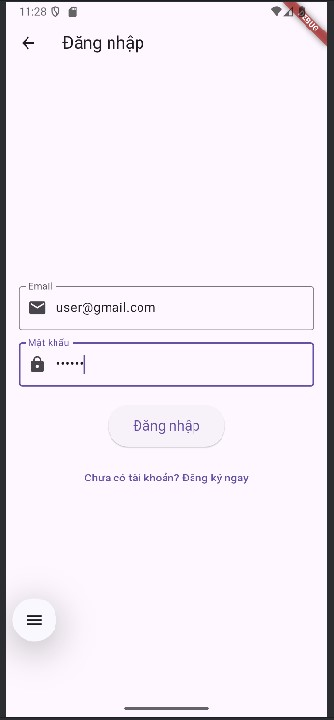 11:28
Đăng nhập
Email
user@gmail.com
Mật khẩu
••••••
Đăng nhập
Chưa có tài khoản? Đăng ký ngay